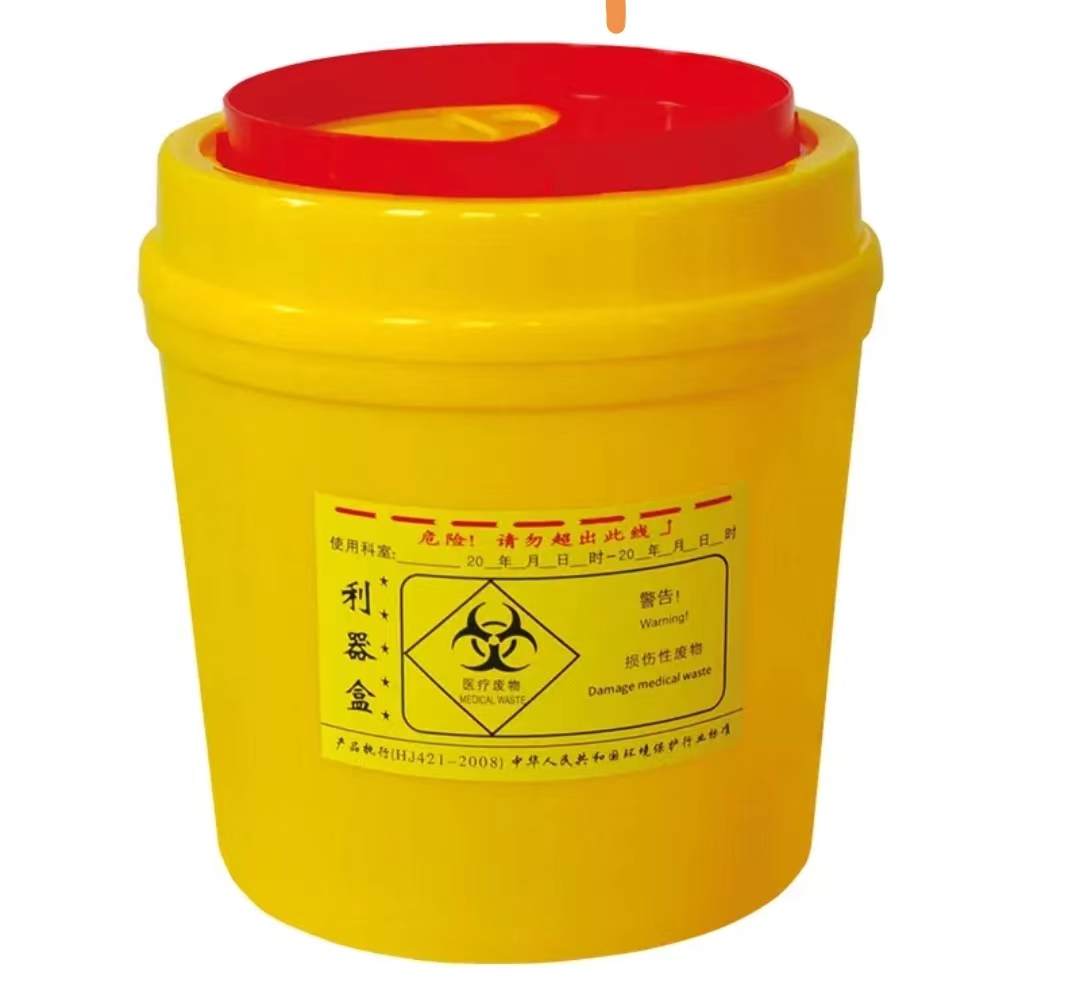 危险! 请勿超出此线
使用科室:________ 20__年__月__日__时-20__年__月__日__时
利器盒
医疗废物
MEDICAL WASTE
警告!
Warning!
损伤性废物
Damage medical waste
产品执行(HJ421-2008) 中华人民共和国环境保护行业标准